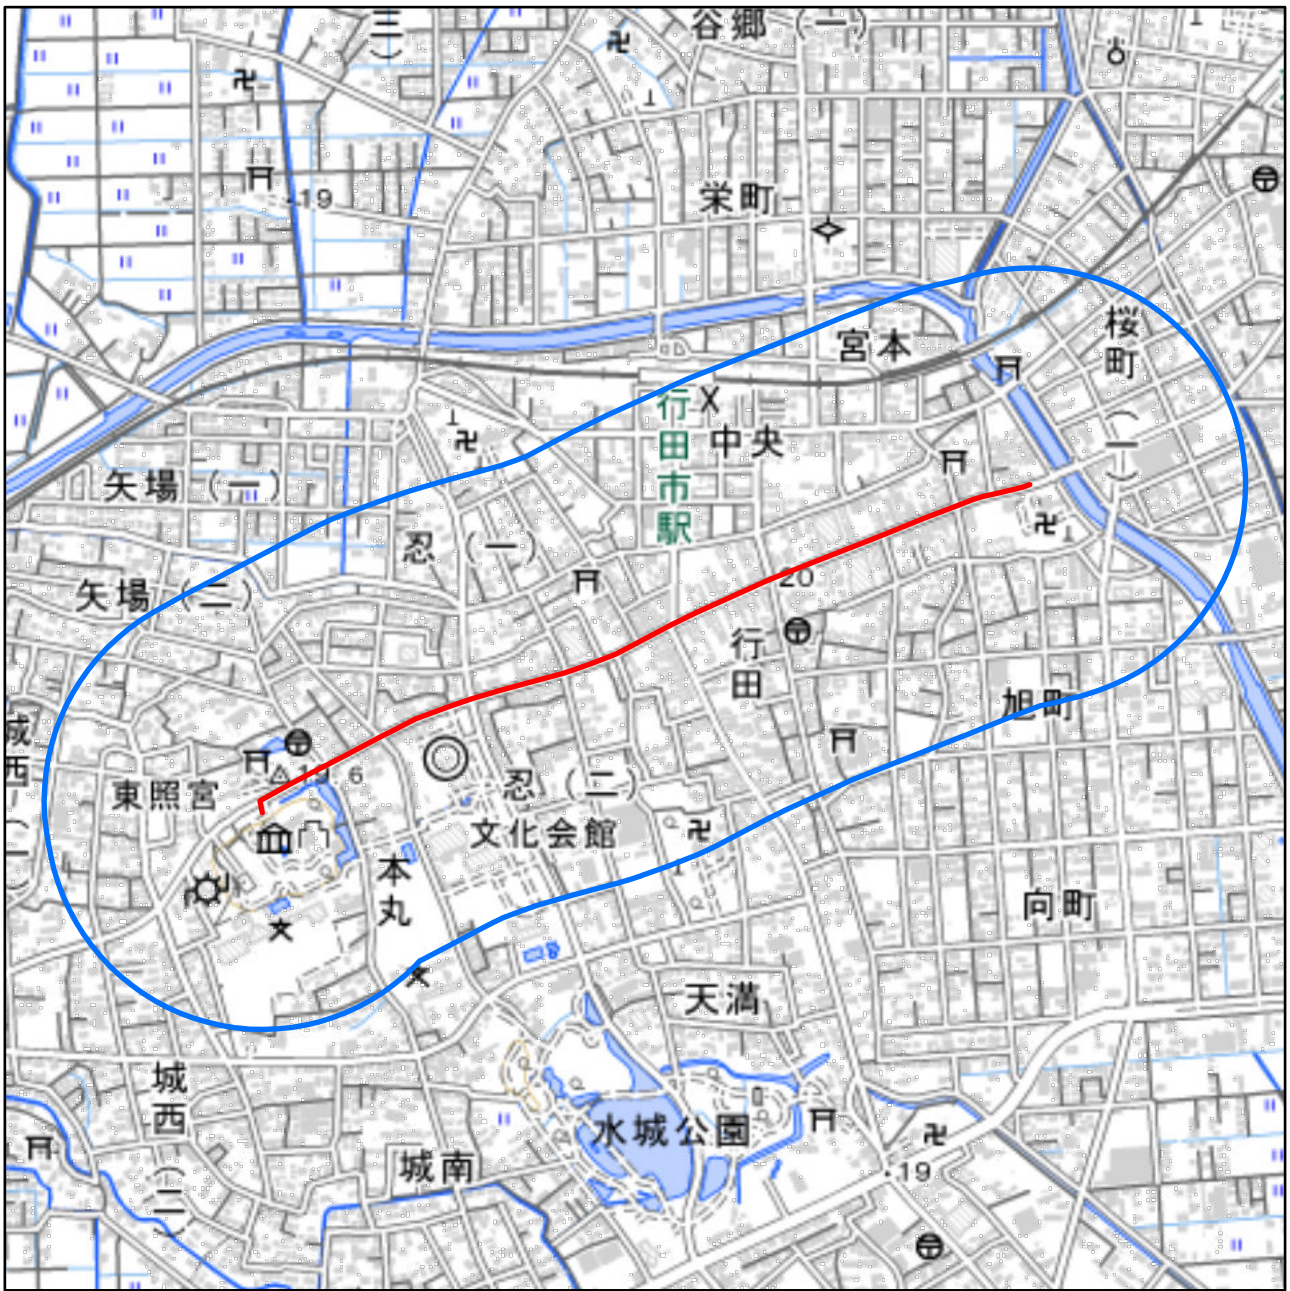 (三)
谷郷(一)
19
栄町
宮本
桜町(一)
行田市駅
中央
矢場(一)
忍(一)
矢場(二)
20
行田
旭町
城西(一)
東照宮
19.6
忍(二)
文化会館
本丸
向町
天満
城西(二)
水城公園
城南
19